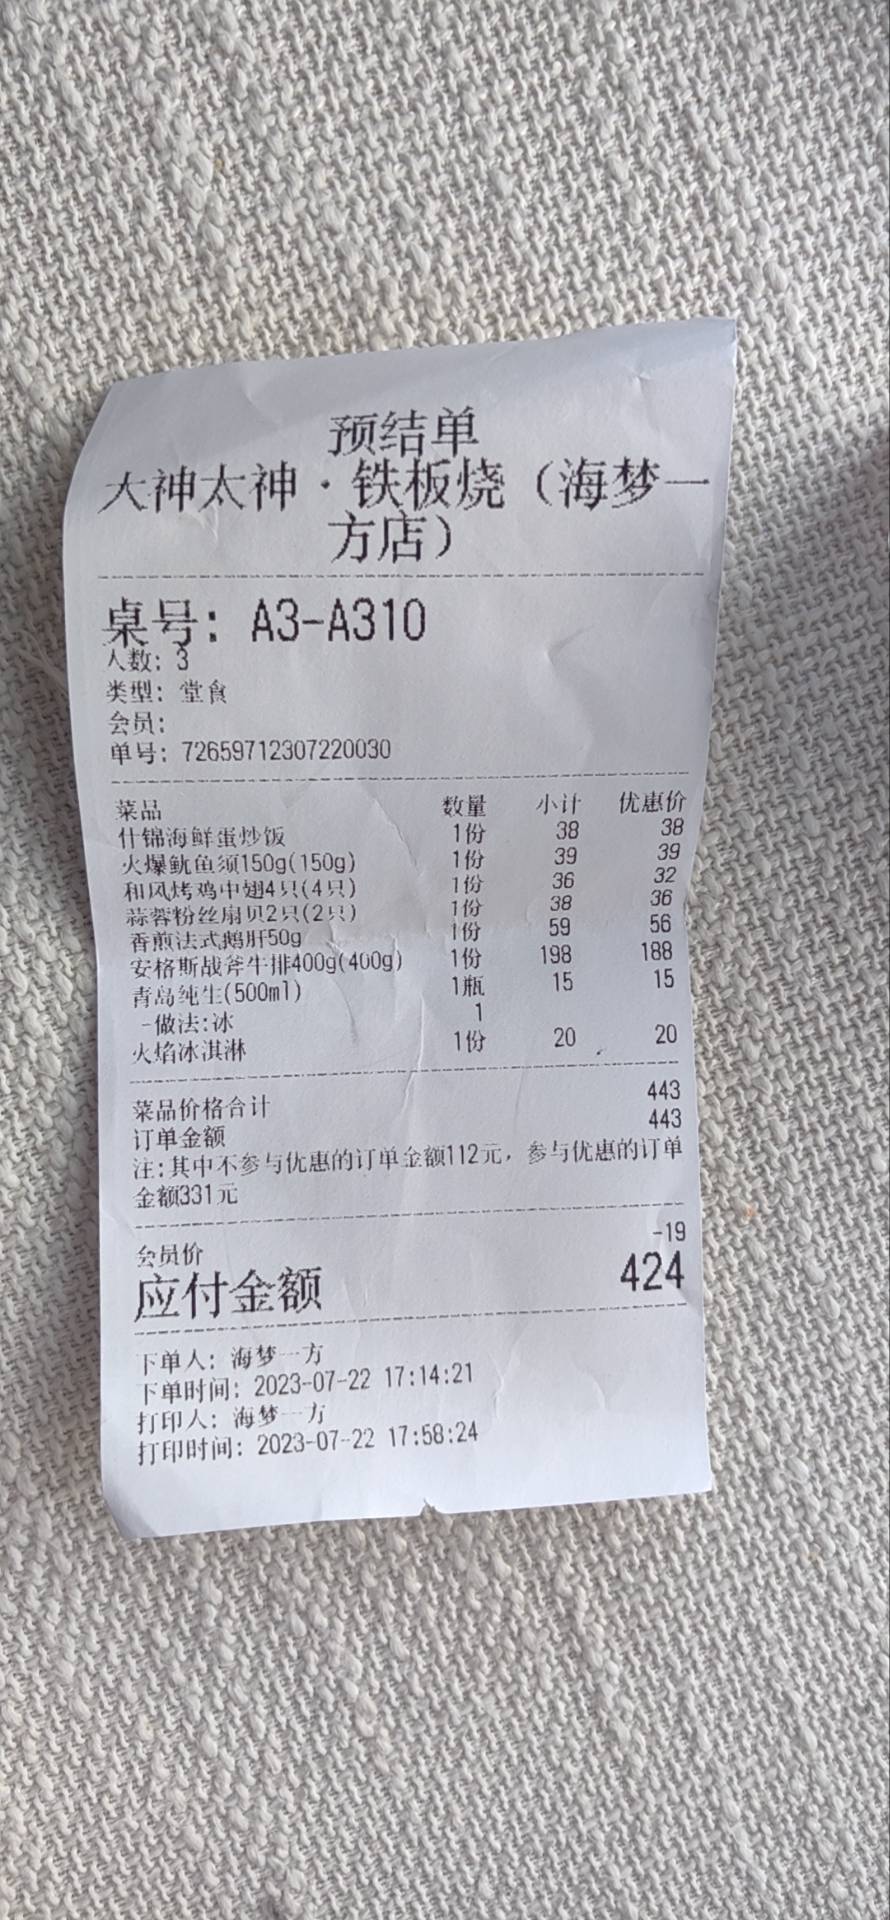 预结单
大神太神·铁板烧（海梦一
方店）
桌号: A3-A310
人数: 3
类型: 堂食
会员:
单号: 72659712307220030
菜品 数量 小计 优惠价
什锦海鲜蛋炒饭 1份 38 38
火爆鱿鱼须150g(150g) 1份 39 39
和风烤鸡中翅4只(4只) 1份 36 32
蒜蓉粉丝扇贝2只(2只) 1份 38 36
香煎法式鹅肝50g 1份 59 56
安格斯战斧牛排400g(400g) 1份 198 188
青岛纯生(500ml) 1瓶 15 15
-做法:冰 1
火焰冰淇淋 1份 20 20
菜品价格合计 443
订单金额 443
注:其中不参与优惠的订单金额112元，参与优惠的订单
金额331元
会员价 -19
应付金额 424
下单人: 海梦一方
下单时间: 2023-07-22 17:14:21
打印人: 海梦一方
打印时间: 2023-07-22 17:58:24